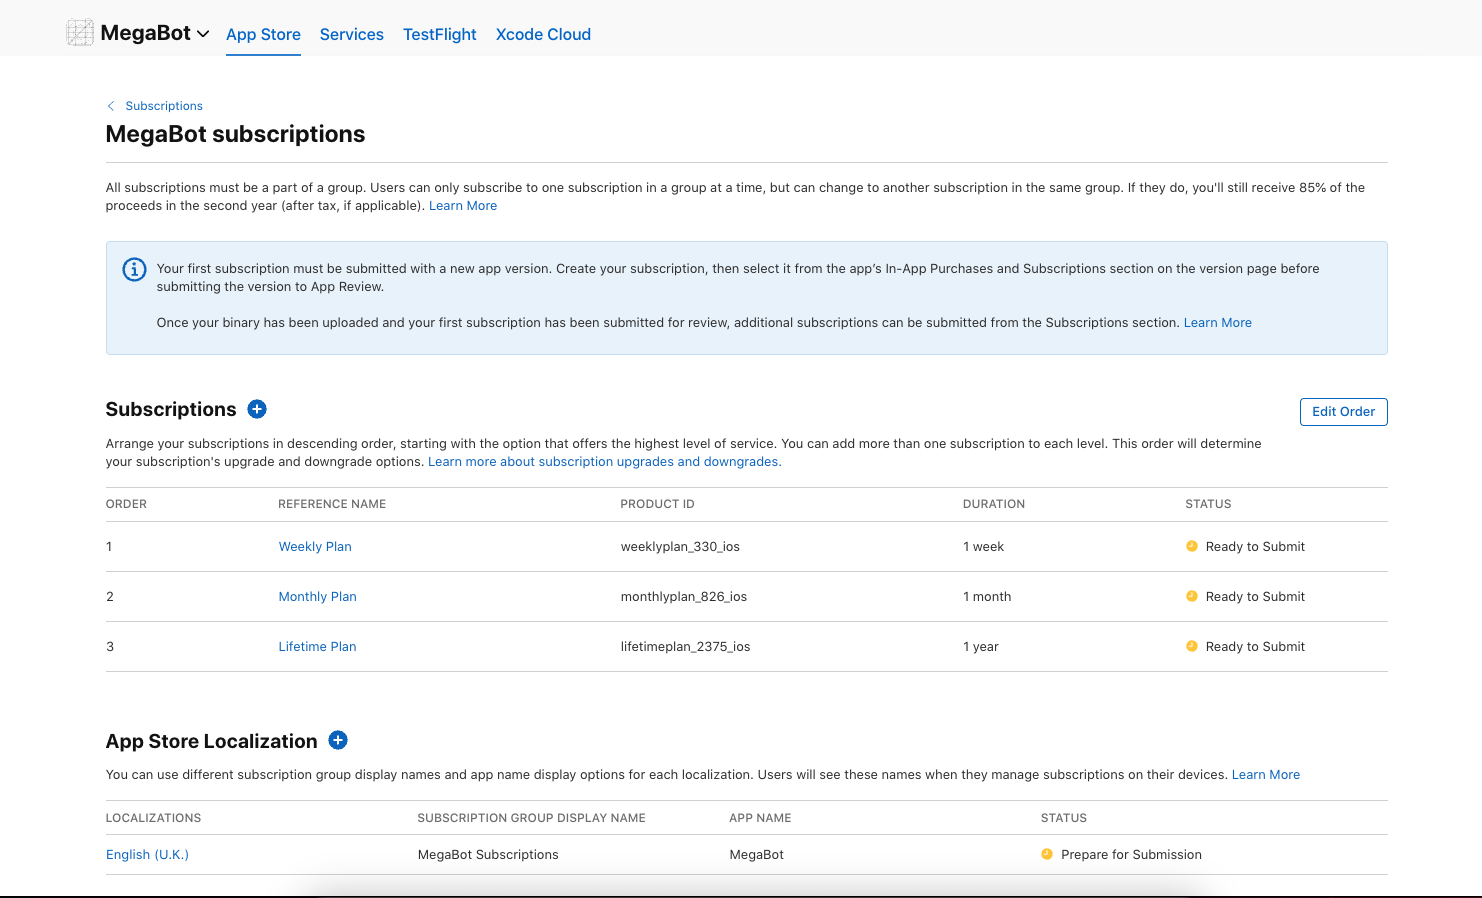 MegaBot
App Store
Services
TestFlight
Xcode Cloud
Subscriptions
MegaBot subscriptions
All subscriptions must be a part of a group. Users can only subscribe to one subscription in a group at a time, but can change to another subscription in the same group. If they do, you'll still receive 85% of the
proceeds in the second year (after tax, if applicable). Learn More
Your first subscription must be submitted with a new app version. Create your subscription, then select it from the app’s In-App Purchases and Subscriptions section on the version page before
submitting the version to App Review.
Once your binary has been uploaded and your first subscription has been submitted for review, additional subscriptions can be submitted from the Subscriptions section. Learn More
Subscriptions
Edit Order
Arrange your subscriptions in descending order, starting with the option that offers the highest level of service. You can add more than one subscription to each level. This order will determine
your subscription's upgrade and downgrade options. Learn more about subscription upgrades and downgrades.
ORDER REFERENCE NAME PRODUCT ID DURATION STATUS
1 Weekly Plan weeklyplan_330_ios 1 week Ready to Submit
2 Monthly Plan monthlyplan_826_ios 1 month Ready to Submit
3 Lifetime Plan lifetimeplan_2375_ios 1 year Ready to Submit
App Store Localization
You can use different subscription group display names and app name display options for each localization. Users will see these names when they manage subscriptions on their devices. Learn More
LOCALIZATIONS SUBSCRIPTION GROUP DISPLAY NAME APP NAME STATUS
English (U.K.) MegaBot Subscriptions MegaBot Prepare for Submission